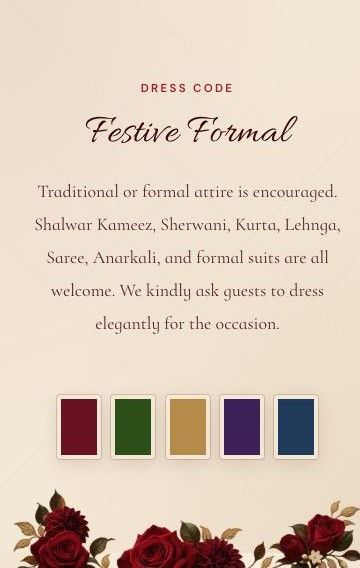 DRESS CODE
Festive Formal
Traditional or formal attire is encouraged.
Shalwar Kameez, Sherwani, Kurta, Lehnga,
Saree, Anarkali, and formal suits are all
welcome. We kindly ask guests to dress
elegantly for the occasion.